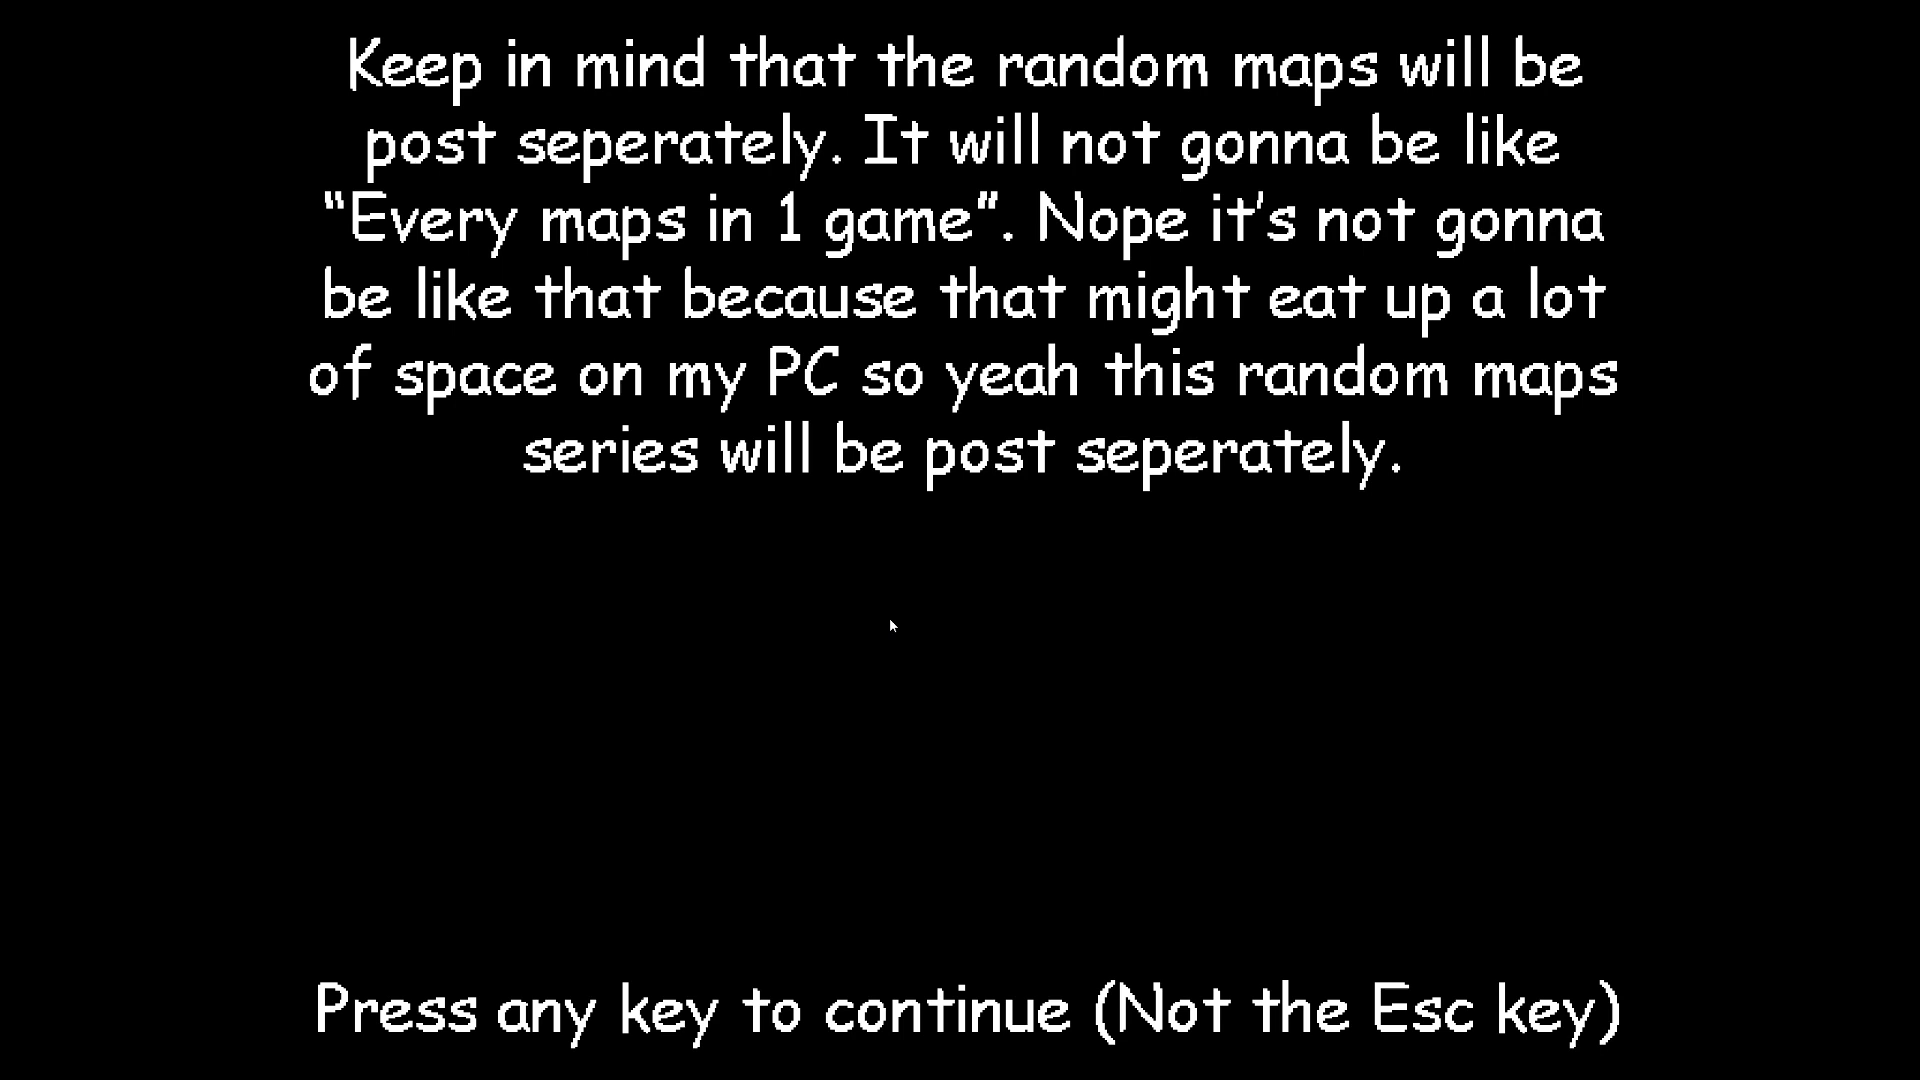 Keep in mind that the random maps will be
post seperately. It will not gonna be like
“Every maps in 1 game”. Nope it's not gonna
be like that because that might eat up a lot
of space on my PC so yeah this random maps
series will be post seperately.
Press any key to continue (Not the Esc key)